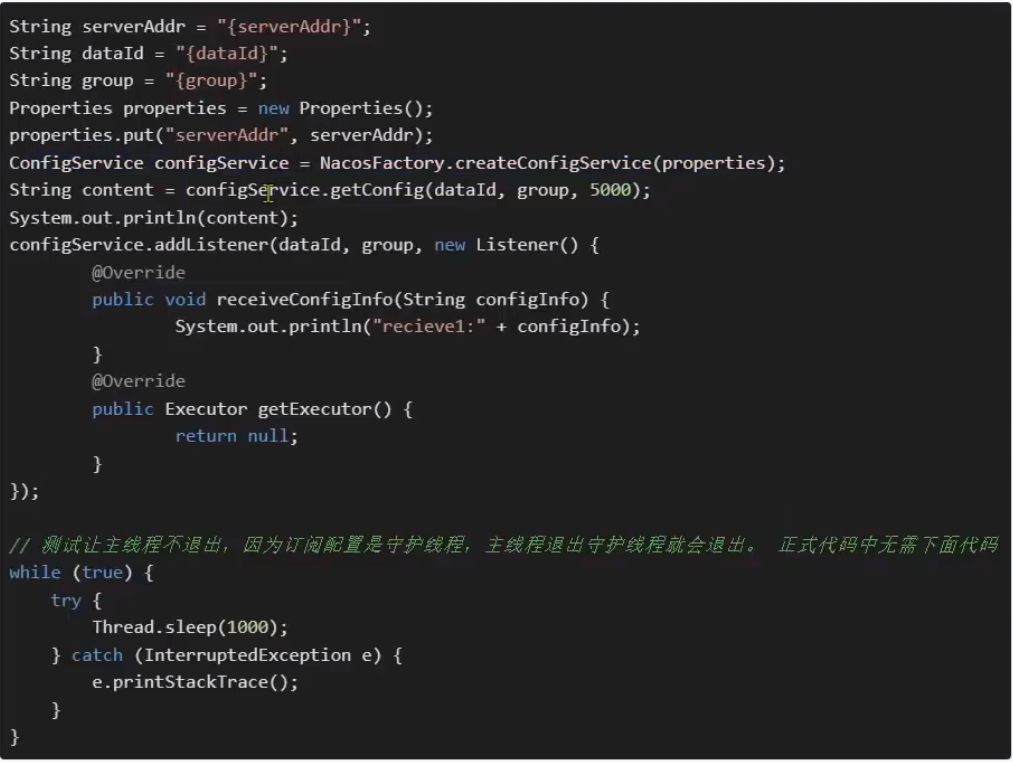 String serverAddr = "{serverAddr}";
String dataId = "{dataId}";
String group = "{group}";
Properties properties = new Properties();
properties.put("serverAddr", serverAddr);
ConfigService configService = NacosFactory.createConfigService(properties);
String content = configService.getConfig(dataId, group, 5000);
System.out.println(content);
configService.addListener(dataId, group, new Listener() {
        @Override
        public void receiveConfigInfo(String configInfo) {
                System.out.println("recieve1:" + configInfo);
        }
        @Override
        public Executor getExecutor() {
                return null;
        }
});

// 测试让主线程不退出，因为订阅配置是守护线程，主线程退出守护线程就会退出。 正式代码中无需下面代码
while (true) {
    try {
        Thread.sleep(1000);
    } catch (InterruptedException e) {
        e.printStackTrace();
    }
}